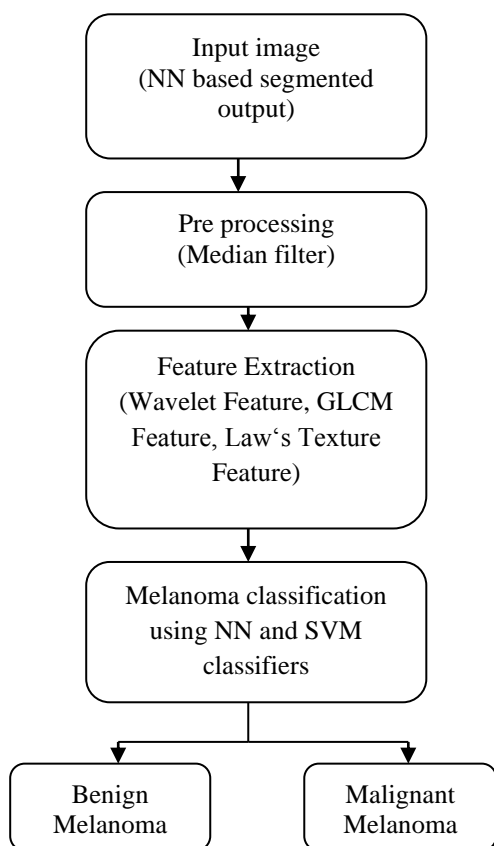 Input image
(NN based segmented
output)
Pre processing
(Median filter)
Feature Extraction
(Wavelet Feature, GLCM
Feature, Law‘s Texture
Feature)
Melanoma classification
using NN and SVM
classifiers
Benign
Melanoma
Malignant
Melanoma